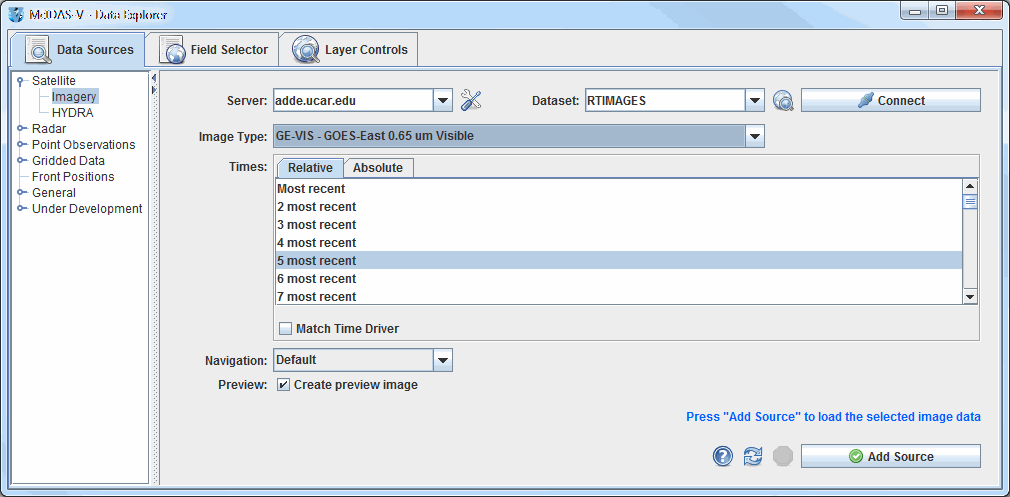 McIDAS-V - Data Explorer
Data Sources
Field Selector
Layer Controls
Satellite
Imagery
HYDRA
Radar
Point Observations
Gridded Data
Front Positions
General
Under Development
Server: adde.ucar.edu
Dataset: RTIMAGES
Connect
Image Type: GE-VIS - GOES-East 0.65 um Visible
Times:
Relative
Absolute
Most recent
2 most recent
3 most recent
4 most recent
5 most recent
6 most recent
7 most recent
Match Time Driver
Navigation: Default
Preview: Create preview image
Press "Add Source" to load the selected image data
Add Source